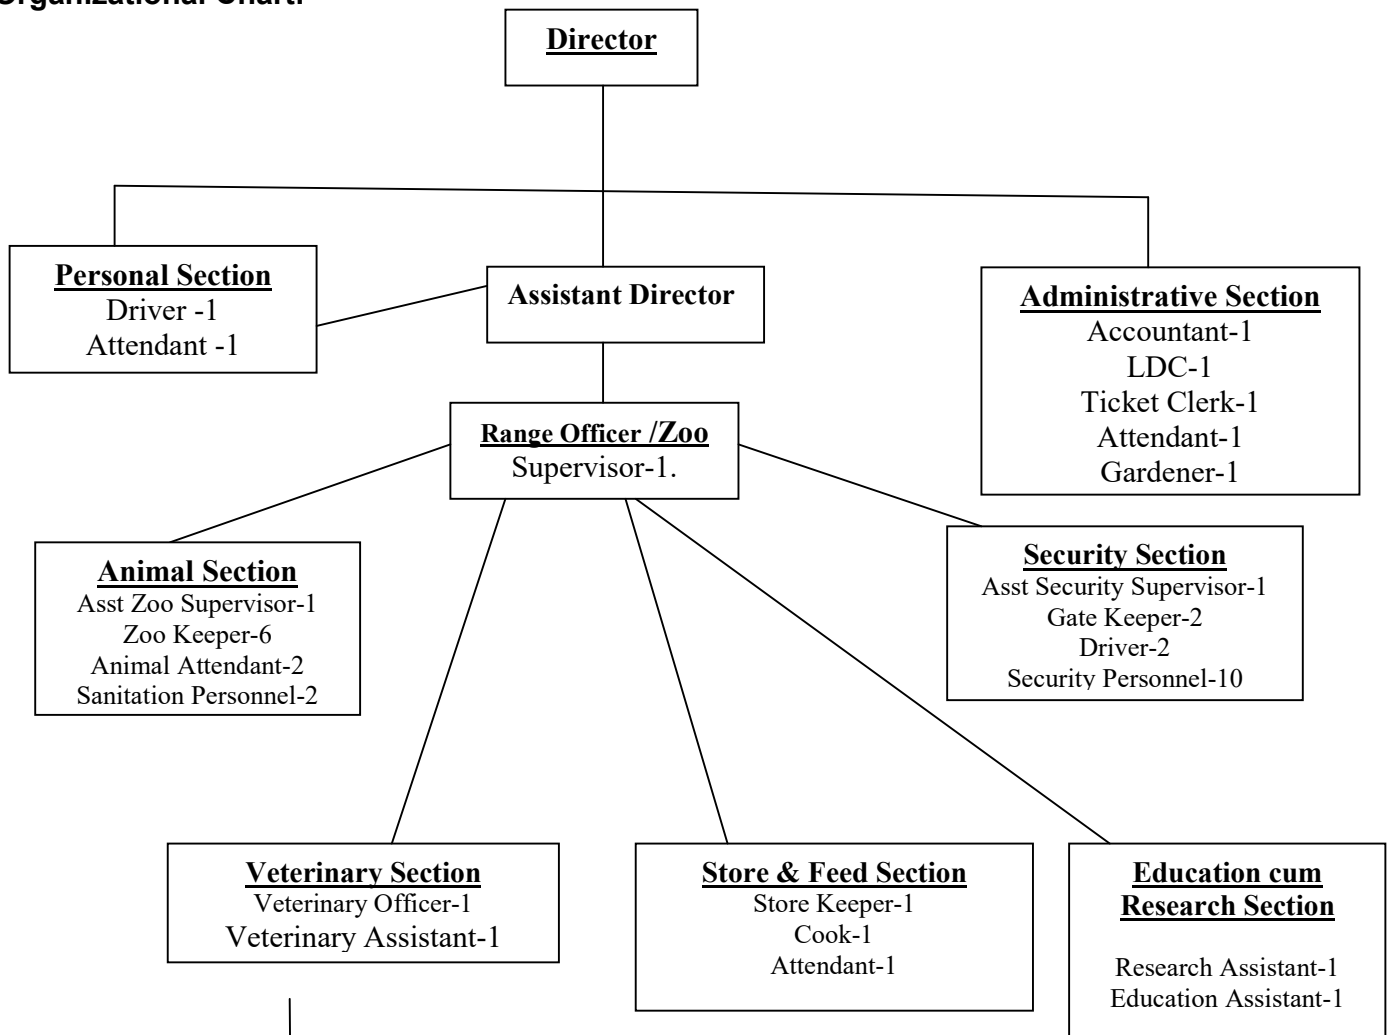 Organizational Chart:
Director
Personal Section
Driver -1
Attendant -1
Assistant Director
Administrative Section
Accountant-1
LDC-1
Ticket Clerk-1
Attendant-1
Gardener-1
Range Officer /Zoo
Supervisor-1.
Animal Section
Asst Zoo Supervisor-1
Zoo Keeper-6
Animal Attendant-2
Sanitation Personnel-2
Security Section
Asst Security Supervisor-1
Gate Keeper-2
Driver-2
Security Personnel-10
Veterinary Section
Veterinary Officer-1
Veterinary Assistant-1
Store & Feed Section
Store Keeper-1
Cook-1
Attendant-1
Education cum
Research Section
Research Assistant-1
Education Assistant-1